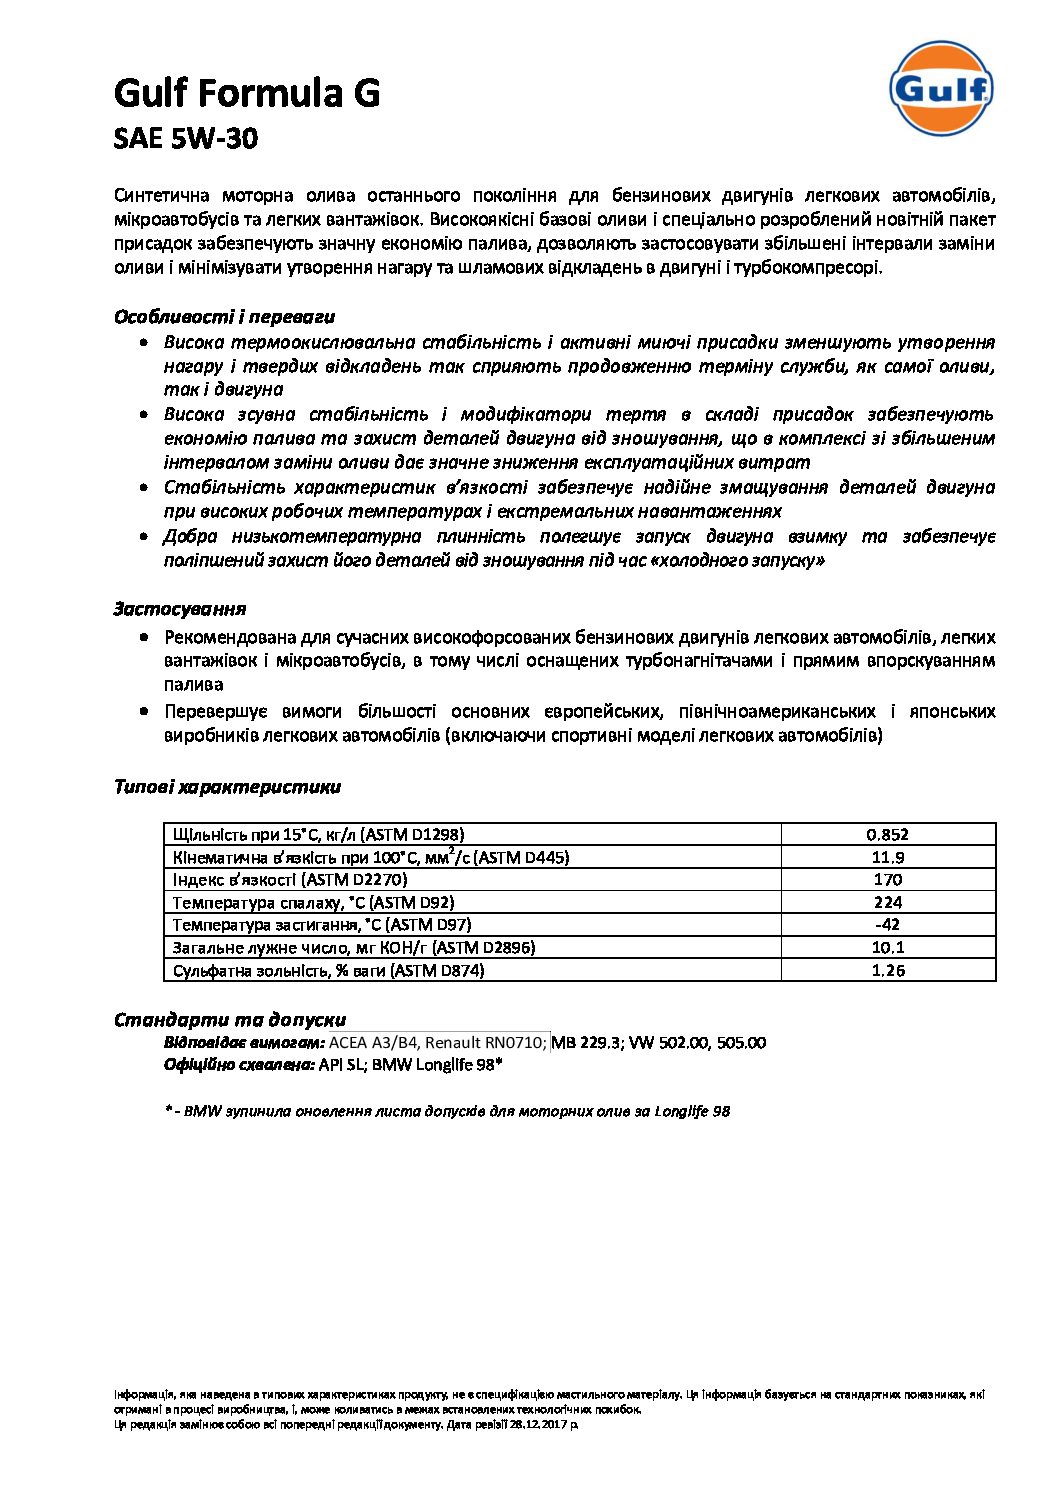 Gulf Formula G
SAE 5W-30
Gulf
Синтетична моторна олива останнього покоління для бензинових двигунів легкових автомобілів,
мікроавтобусів та легких вантажівок. Високоякісні базові оливи і спеціально розроблений новітній пакет
присадок забезпечують значну економію палива, дозволяють застосовувати збільшені інтервали заміни
оливи і мінімізувати утворення нагару та шламових відкладень в двигуні і турбокомпресорі.
Особливості і переваги
• Висока термоокислювальна стабільність і активні миючі присадки зменшують утворення
нагару і твердих відкладень так сприяють продовженню терміну служби, як самої оливи,
так і двигуна
• Висока зсувна стабільність і модифікатори тертя в складі присадок забезпечують
економію палива та захист деталей двигуна від зношування, що в комплексі зі збільшеним
інтервалом заміни оливи дає значне зниження експлуатаційних витрат
• Стабільність характеристик в’язкості забезпечує надійне змащування деталей двигуна
при високих робочих температурах і екстремальних навантаженнях
• Добра низькотемпературна плинність полегшує запуск двигуна взимку та забезпечує
поліпшений захист його деталей від зношування під час «холодного запуску»
Застосування
• Рекомендована для сучасних високофорсованих бензинових двигунів легкових автомобілів, легких
вантажівок і мікроавтобусів, в тому числі оснащених турбонагнітачами і прямим впорскуванням
палива
• Перевершує вимоги більшості основних європейських, північноамериканських і японських
виробників легкових автомобілів (включаючи спортивні моделі легкових автомобілів)
Типові характеристики
Щільність при 15˚С, кг/л (ASTM D1298) 0.852
Кінематична в’язкість при 100˚С, мм²/с (ASTM D445) 11.9
Індекс в’язкості (ASTM D2270) 170
Температура спалаху, ˚С (ASTM D92) 224
Температура застигання, ˚С (ASTM D97) -42
Загальне лужне число, мг КОН/г (ASTM D2896) 10.1
Сульфатна зольність, % ваги (ASTM D874) 1.26
Стандарти та допуски
Відповідає вимогам: ACEA A3/B4, Renault RN0710; MB 229.3; VW 502.00, 505.00
Офіційно схвалена: API SL; BMW Longlife 98*
* - BMW зупинила оновлення листа допусків для моторних олив за Longlife 98
Інформація, яка наведена в типових характеристиках продукту, не є специфікацією мастильного матеріалу. Ця інформація базується на стандартних показниках, які
отримані в процесі виробництва, і, може коливатись в межах встановлених технологічних похибок.
Ця редакція замінює собою всі попередні редакції документу. Дата ревізії 28.12.2017 р.